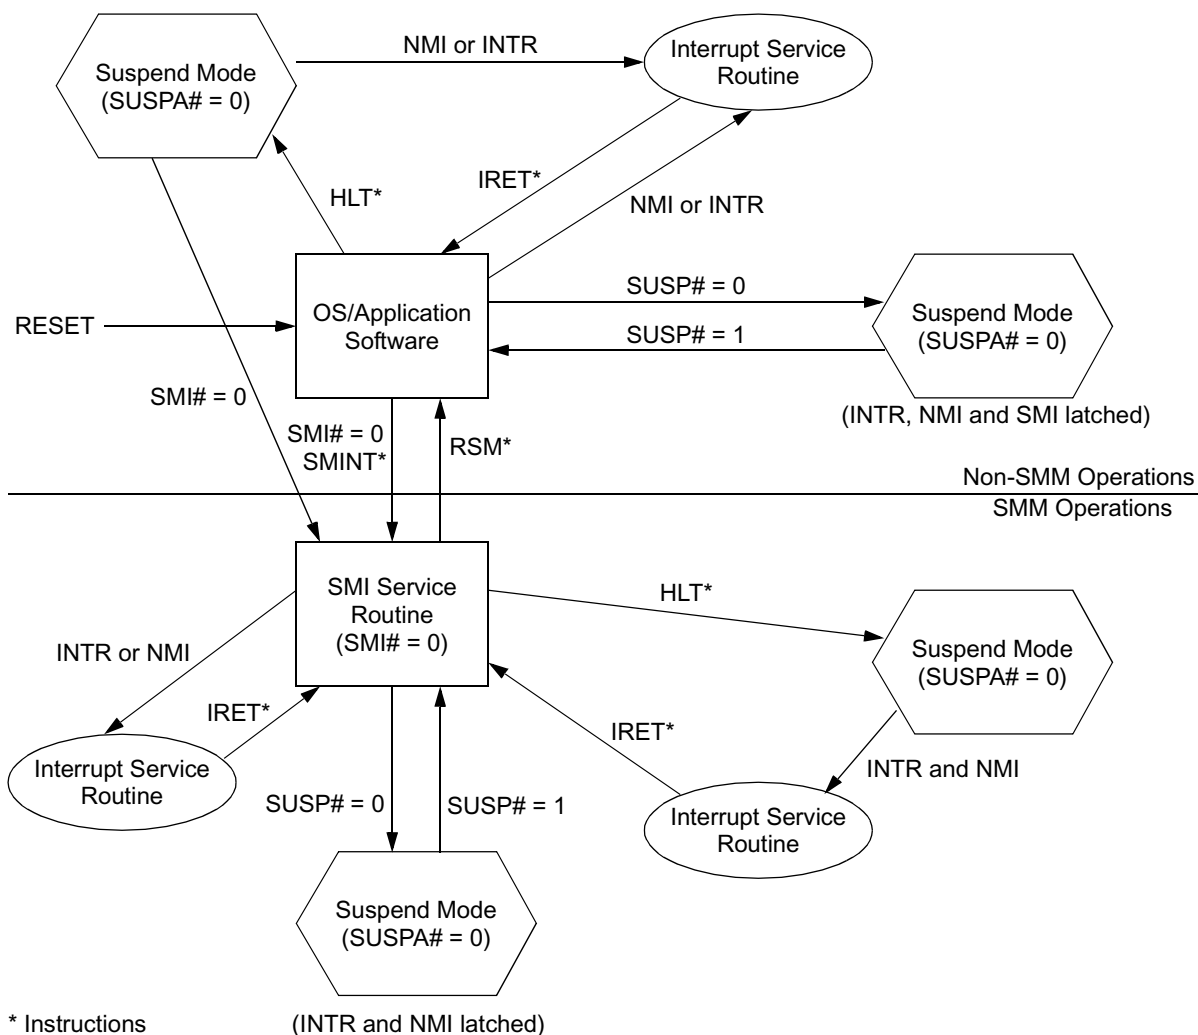 Suspend Mode
(SUSPA# = 0)
NMI or INTR
Interrupt Service
Routine
HLT*
IRET*
NMI or INTR
RESET
OS/Application
Software
SUSP# = 0
SUSP# = 1
Suspend Mode
(SUSPA# = 0)
(INTR, NMI and SMI latched)
SMI# = 0
SMI# = 0
SMINT*
RSM*
Non-SMM Operations
SMM Operations
SMI Service
Routine
(SMI# = 0)
HLT*
Suspend Mode
(SUSPA# = 0)
INTR or NMI
IRET*
Interrupt Service
Routine
IRET*
INTR and NMI
Interrupt Service
Routine
SUSP# = 0
SUSP# = 1
Suspend Mode
(SUSPA# = 0)
* Instructions
(INTR and NMI latched)